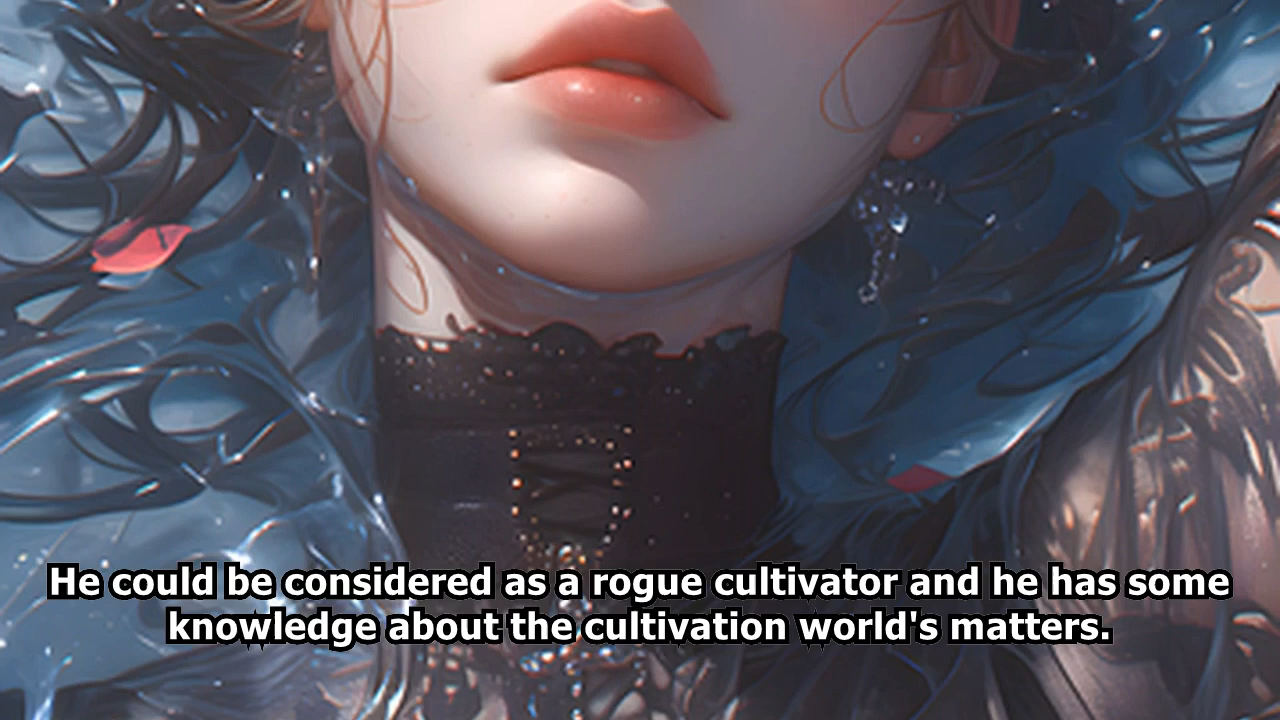 He could be considered as a rogue cultivator and he has some
knowledge about the cultivation world's matters.